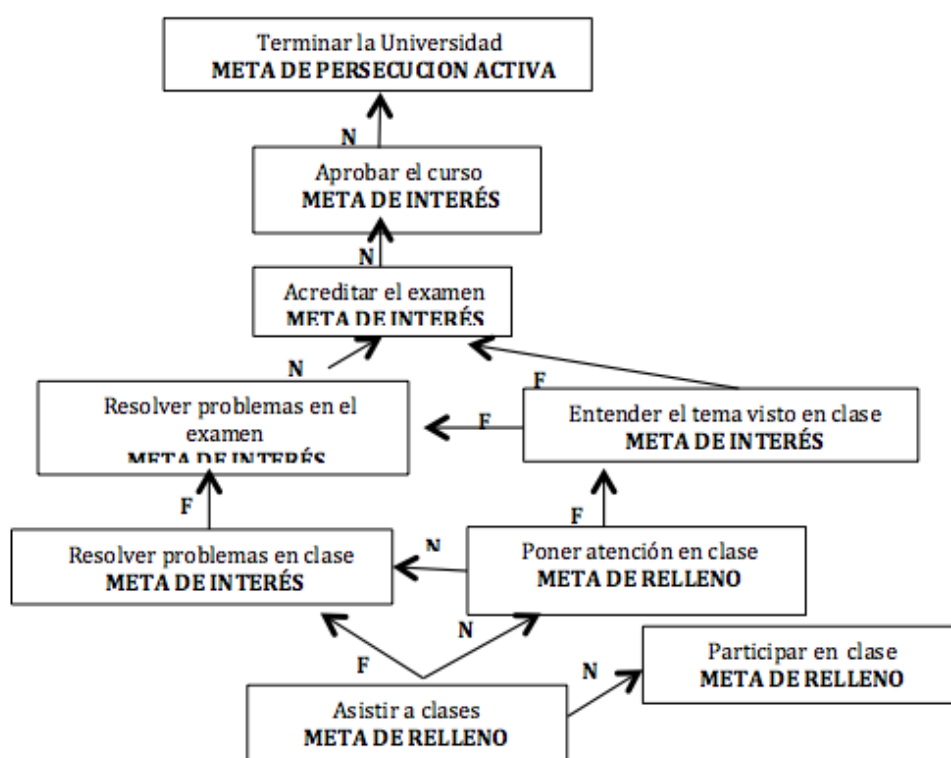 Terminar la Universidad
META DE PERSECUCION ACTIVA
N
Aprobar el curso
META DE INTERÉS
N
Acreditar el examen
META DE INTERÉS
N
F
Resolver problemas en el
examen
META DE INTERÉS
F
Entender el tema visto en clase
META DE INTERÉS
F
F
Resolver problemas en clase
META DE INTERÉS
N
Poner atención en clase
META DE RELLENO
F
N
Participar en clase
META DE RELLENO
N
Asistir a clases
META DE RELLENO